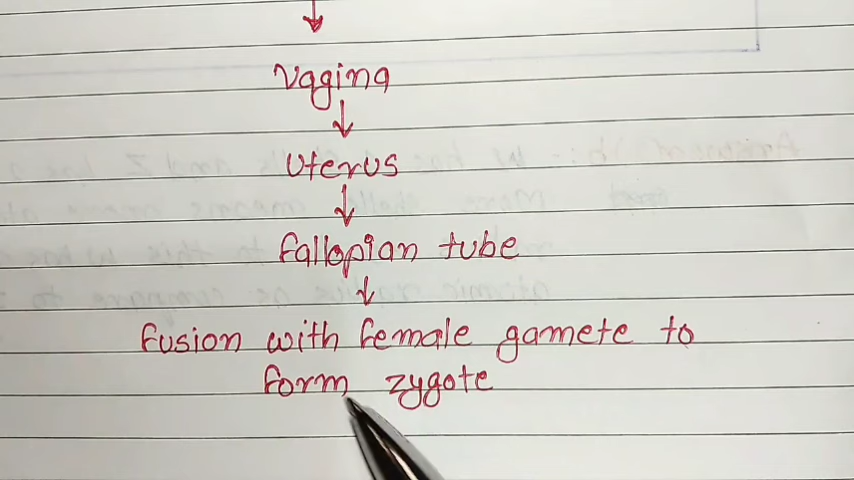 Vagina
Uterus
Fallopian tube
Fusion with female gamete to
form zygote